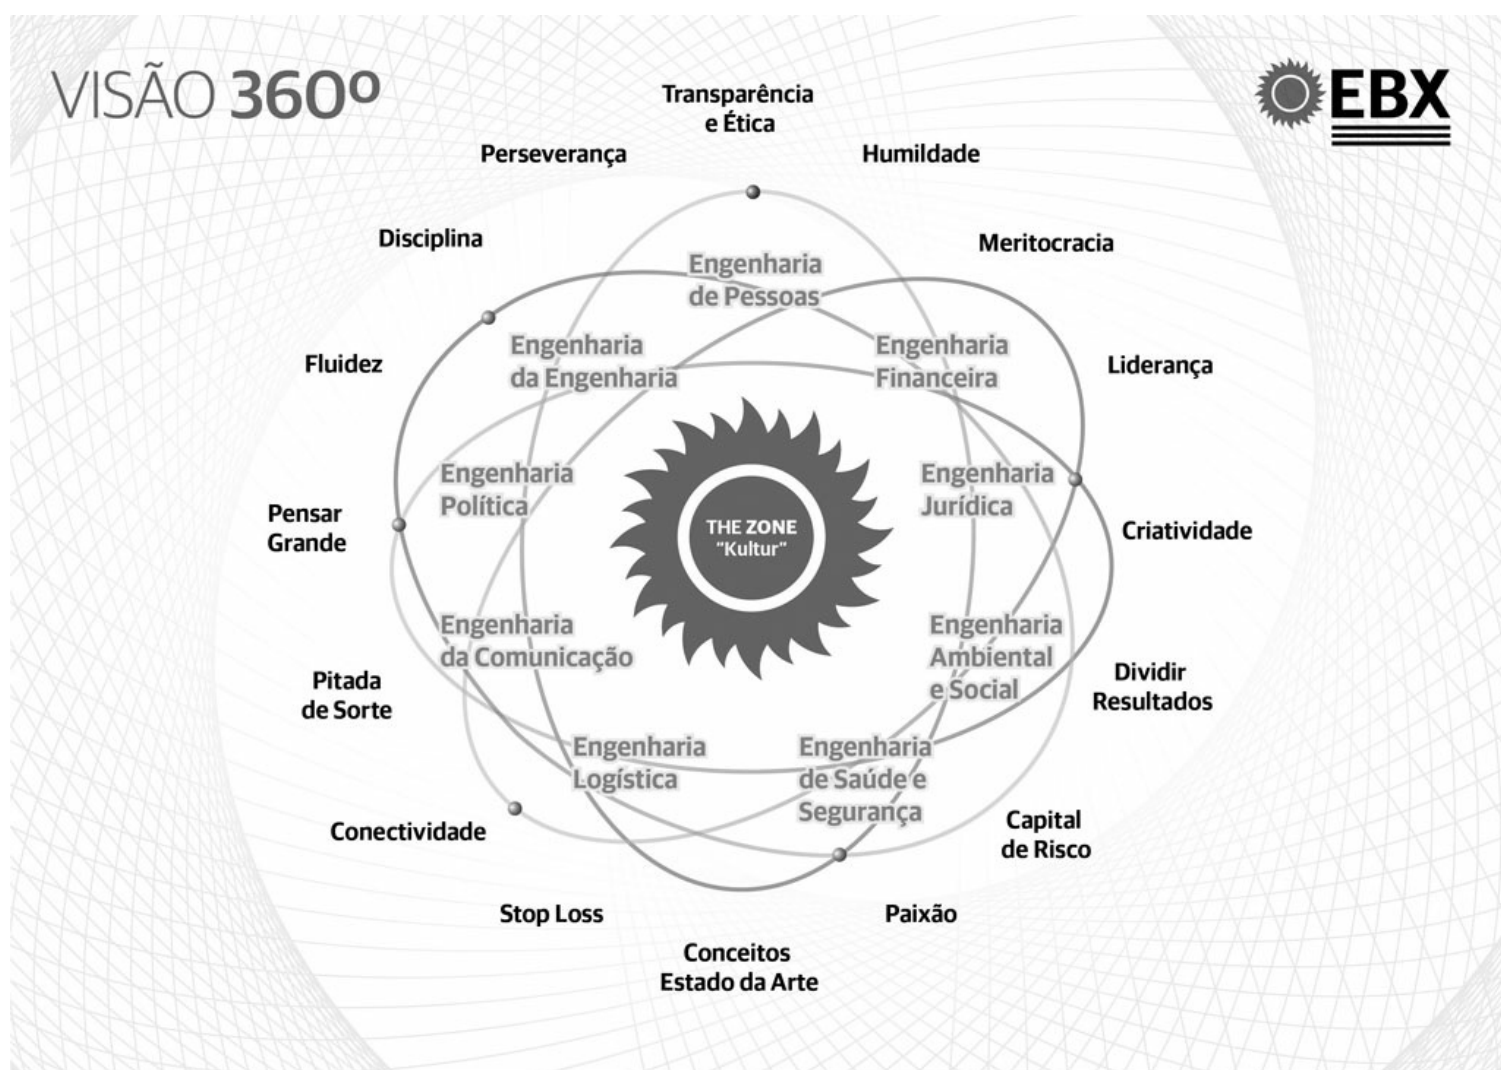 VISÃO 360º
EBX
Transparência
e Ética
Perseverança
Humildade
Disciplina
Meritocracia
Engenharia
de Pessoas
Engenharia
da Engenharia
Engenharia
Financeira
Fluidez
Liderança
Engenharia
Política
Engenharia
Jurídica
Pensar
Grande
THE ZONE
"Kultur"
Criatividade
Engenharia
da Comunicação
Engenharia
Ambiental
e Social
Pitada
de Sorte
Dividir
Resultados
Engenharia
Logística
Engenharia
de Saúde e
Segurança
Conectividade
Capital
de Risco
Stop Loss
Paixão
Conceitos
Estado da Arte